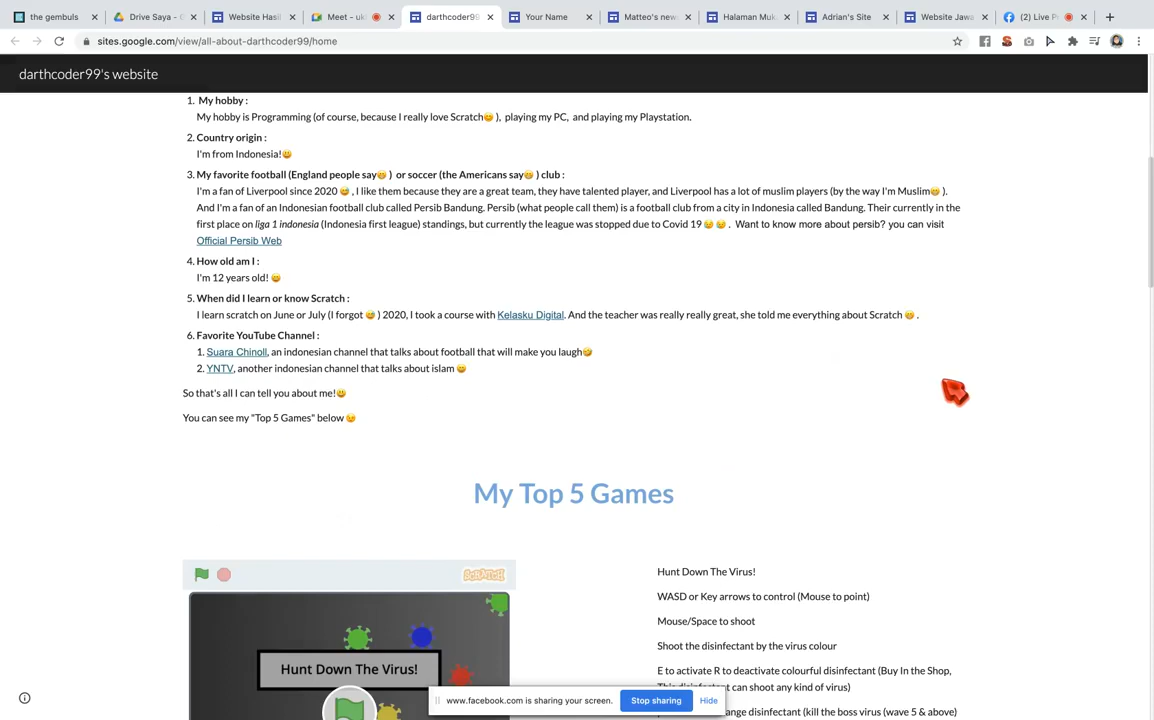 the gembuls
Drive Saya - G
Website Hasil
Meet - uk
darthcoder99
Your Name
Matteo's new
Halaman Muk
Adrian's Site
Website Jawa
(2) Live P
sites.google.com/view/all-about-darthcoder99/home
darthcoder99's website
1. My hobby :
My hobby is Programming (of course, because I really love Scratch😄), playing my PC, and playing my Playstation.
2. Country origin :
I'm from Indonesia!😀
3. My favorite football (England people say🤭) or soccer (the Americans say🤭) club :
I'm a fan of Liverpool since 2020 😅, I like them because they are a great team, they have talented player, and Liverpool has a lot of muslim players (by the way I'm Muslim😊).
And I'm a fan of an Indonesian football club called Persib Bandung. Persib (what people call them) is a football club from a city in Indonesia called Bandung. Their currently in the
first place on liga 1 indonesia (Indonesia first league) standings, but currently the league was stopped due to Covid 19😥😥. Want to know more about persib? you can visit
Official Persib Web
4. How old am I :
I'm 12 years old! 😄
5. When did I learn or know Scratch :
I learn scratch on June or July (I forgot 😅) 2020, I took a course with Kelasku Digital. And the teacher was really really great, she told me everything about Scratch 😁.
6. Favorite YouTube Channel :
1. Suara Chinoll, an indonesian channel that talks about football that will make you laugh🤣
2. YNTV, another indonesian channel that talks about islam 😄
So that's all I can tell you about me!😀
You can see my "Top 5 Games" below 😉
My Top 5 Games
SCRATCH
Hunt Down The Virus!
Hunt Down The Virus!
WASD or Key arrows to control (Mouse to point)
Mouse/Space to shoot
Shoot the disinfectant by the virus colour
E to activate R to deactivate colourful disinfectant (Buy In the Shop,
can shoot any kind of virus)
disinfectant (kill the boss virus (wave 5 & above)
www.facebook.com is sharing your screen.
Stop sharing
Hide